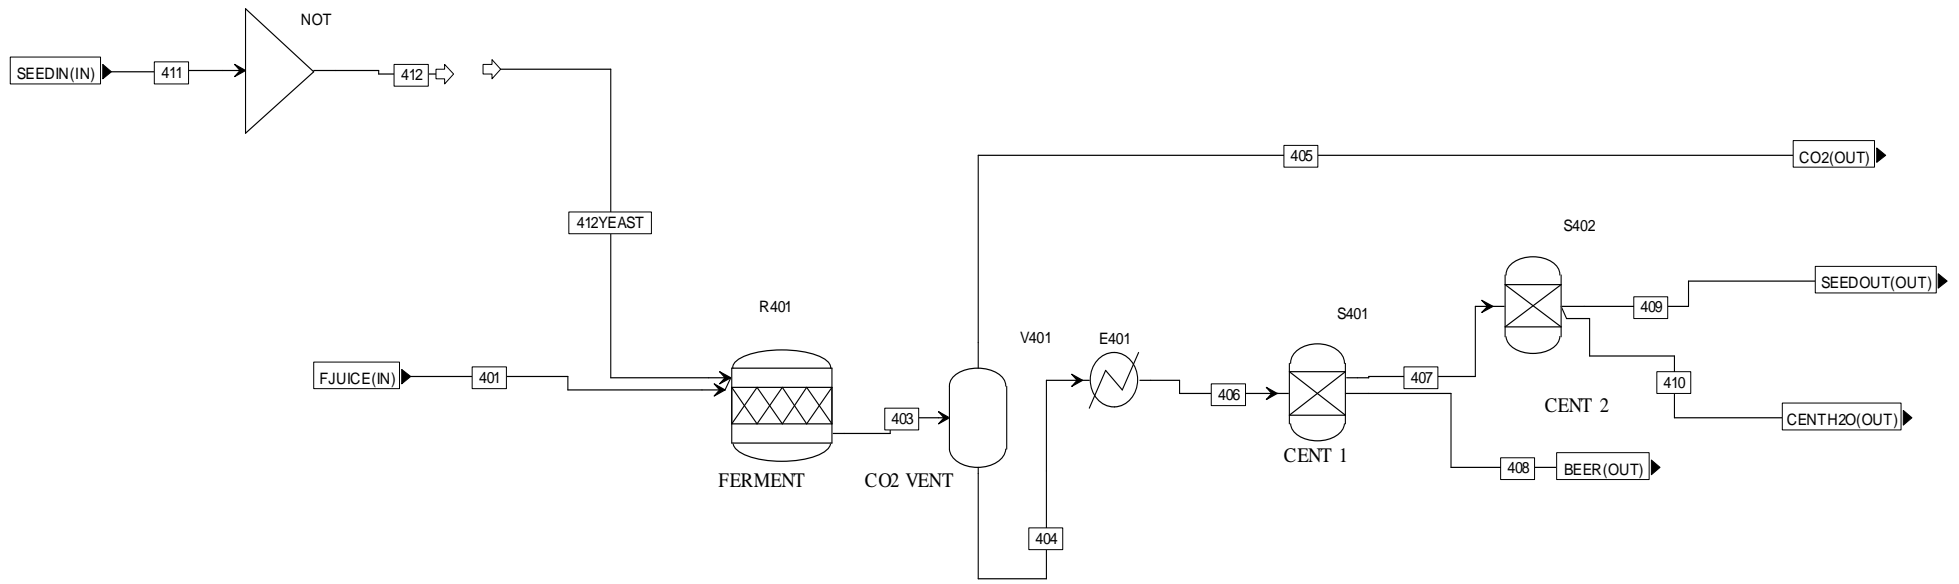 NOT
SEEDIN(IN)
411
412
405
CO2(OUT)
412YEAST
S402
SEEDOUT(OUT)
409
R401
S401
V401
E401
FJUICE(IN)
401
407
410
406
403
CENT 2
CENTH2O(OUT)
CENT 1
408
BEER(OUT)
FERMENT
CO2 VENT
404